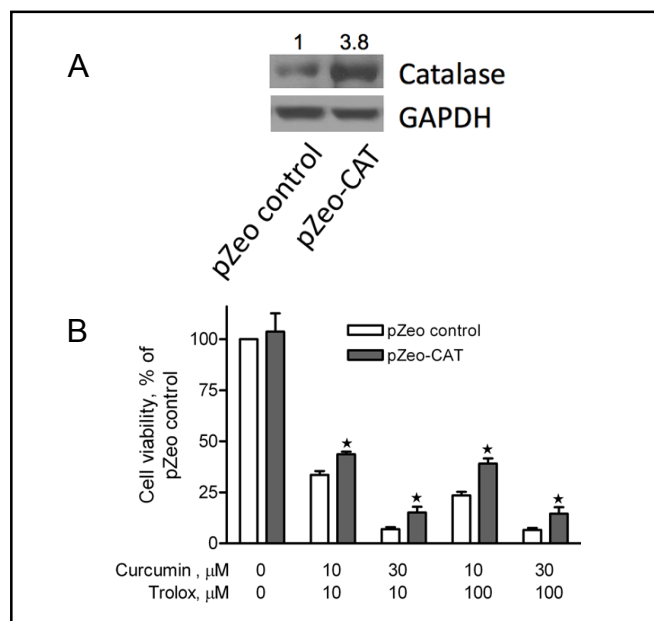 A
1 3.8
Catalase
GAPDH
pZeo control
pZeo-CAT
B
pZeo control
pZeo-CAT
Cell viability, % of
pZeo control
100
75
50
25
0
Curcumin , μM 0 10 30 10 30
Trolox, μM 0 10 10 100 100